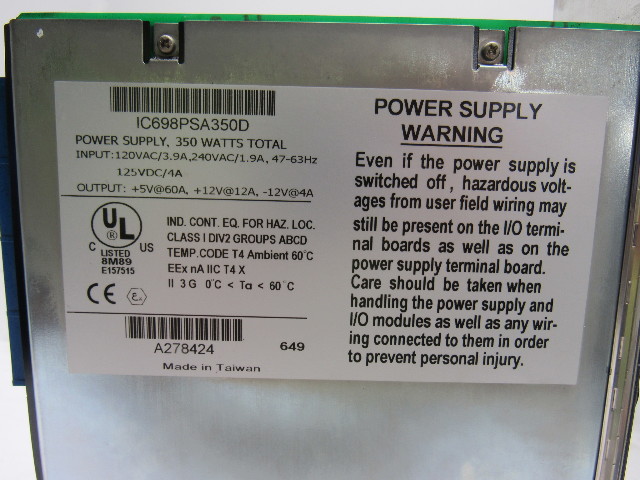 IC698PSA350D
POWER SUPPLY, 350 WATTS TOTAL
INPUT:120VAC/3.9A,240VAC/1.9A, 47-63Hz
125VDC/4A
OUTPUT: +5V@60A, +12V@12A, -12V@4A
UL
C US
LISTED
8M89
E157515
IND. CONT. EQ. FOR HAZ. LOC.
CLASS I DIV2 GROUPS ABCD
TEMP.CODE T4 Ambient 60°C
EEx nA IIC T4 X
II 3 G 0°C < Ta < 60°C
CE Ex
A278424 649
Made in Taiwan
POWER SUPPLY
WARNING
Even if the power supply is
switched off, hazardous volt-
ages from user field wiring may
still be present on the I/O termi-
nal boards as well as on the
power supply terminal board.
Care should be taken when
handling the power supply and
I/O modules as well as any wir-
ing connected to them in order
to prevent personal injury.